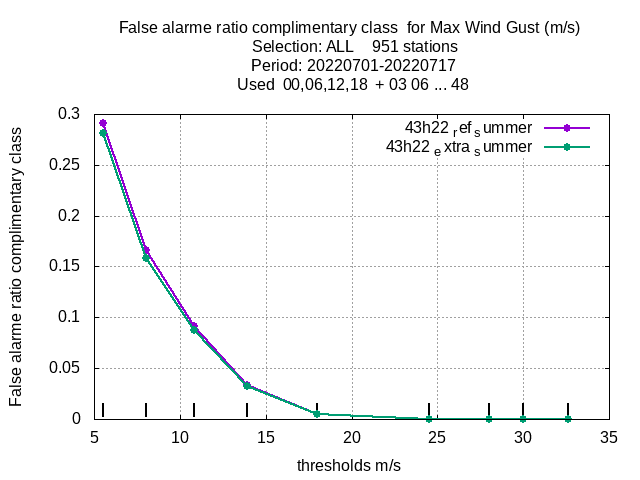 False alarme ratio complimentary class  for Max Wind Gust (m/s)
Selection: ALL    951 stations
Period: 20220701-20220717
Used  00,06,12,18  + 03 06 ... 48
False alarme ratio complimentary class
0.3
0.25
0.2
0.15
0.1
0.05
0
43h22 ref summer
43h22 extra summer
5 10 15 20 25 30 35
thresholds m/s